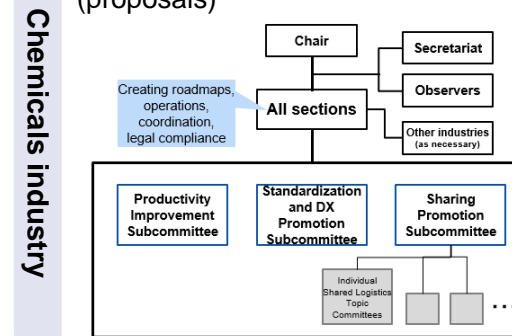 (proposals)
Chemicals industry
Chair
Secretariat
Observers
Creating roadmaps,
operations,
coordination,
legal compliance
All sections
Other industries
(as necessary)
Productivity
Improvement
Subcommittee
Standardization
and DX
Promotion
Subcommittee
Sharing
Promotion
Subcommittee
Individual
Shared Logistics
Topic
Committees
...